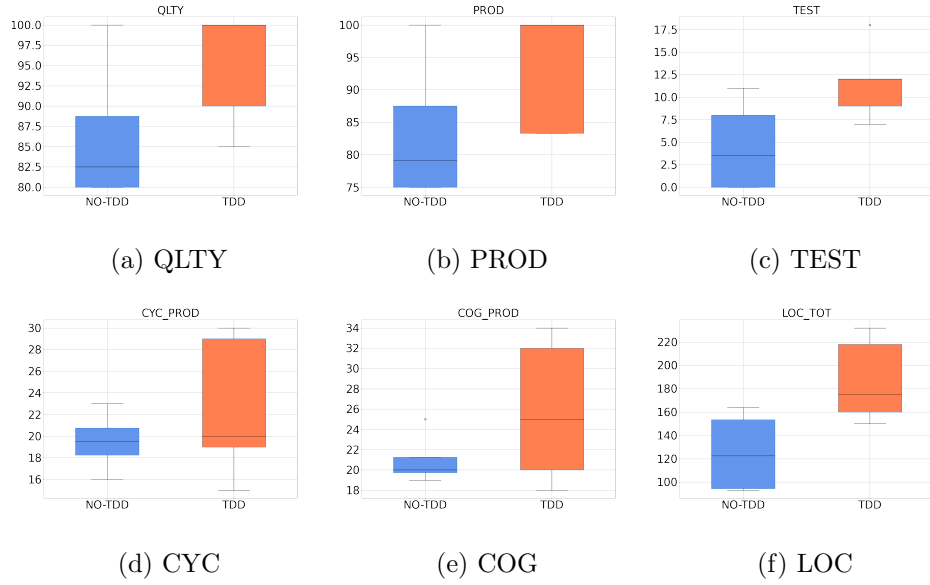 QLTY
100.0
97.5
95.0
92.5
90.0
87.5
85.0
82.5
80.0
NO-TDD TDD
(a) QLTY
PROD
100
95
90
85
80
75
NO-TDD TDD
(b) PROD
TEST
17.5
15.0
12.5
10.0
7.5
5.0
2.5
0.0
NO-TDD TDD
(c) TEST
CYC_PROD
30
28
26
24
22
20
18
16
NO-TDD TDD
(d) CYC
COG_PROD
34
32
30
28
26
24
22
20
18
NO-TDD TDD
(e) COG
LOC_TOT
220
200
180
160
140
120
100
NO-TDD TDD
(f) LOC